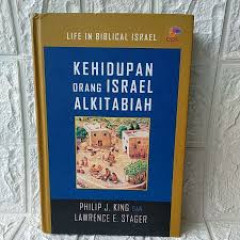 LIFE IN BIBLICAL ISRAEL
KEHIDUPAN
ORANG ISRAEL
ALKITABIAH
PHILIP J. KING
LAWRENCE E. STAGER